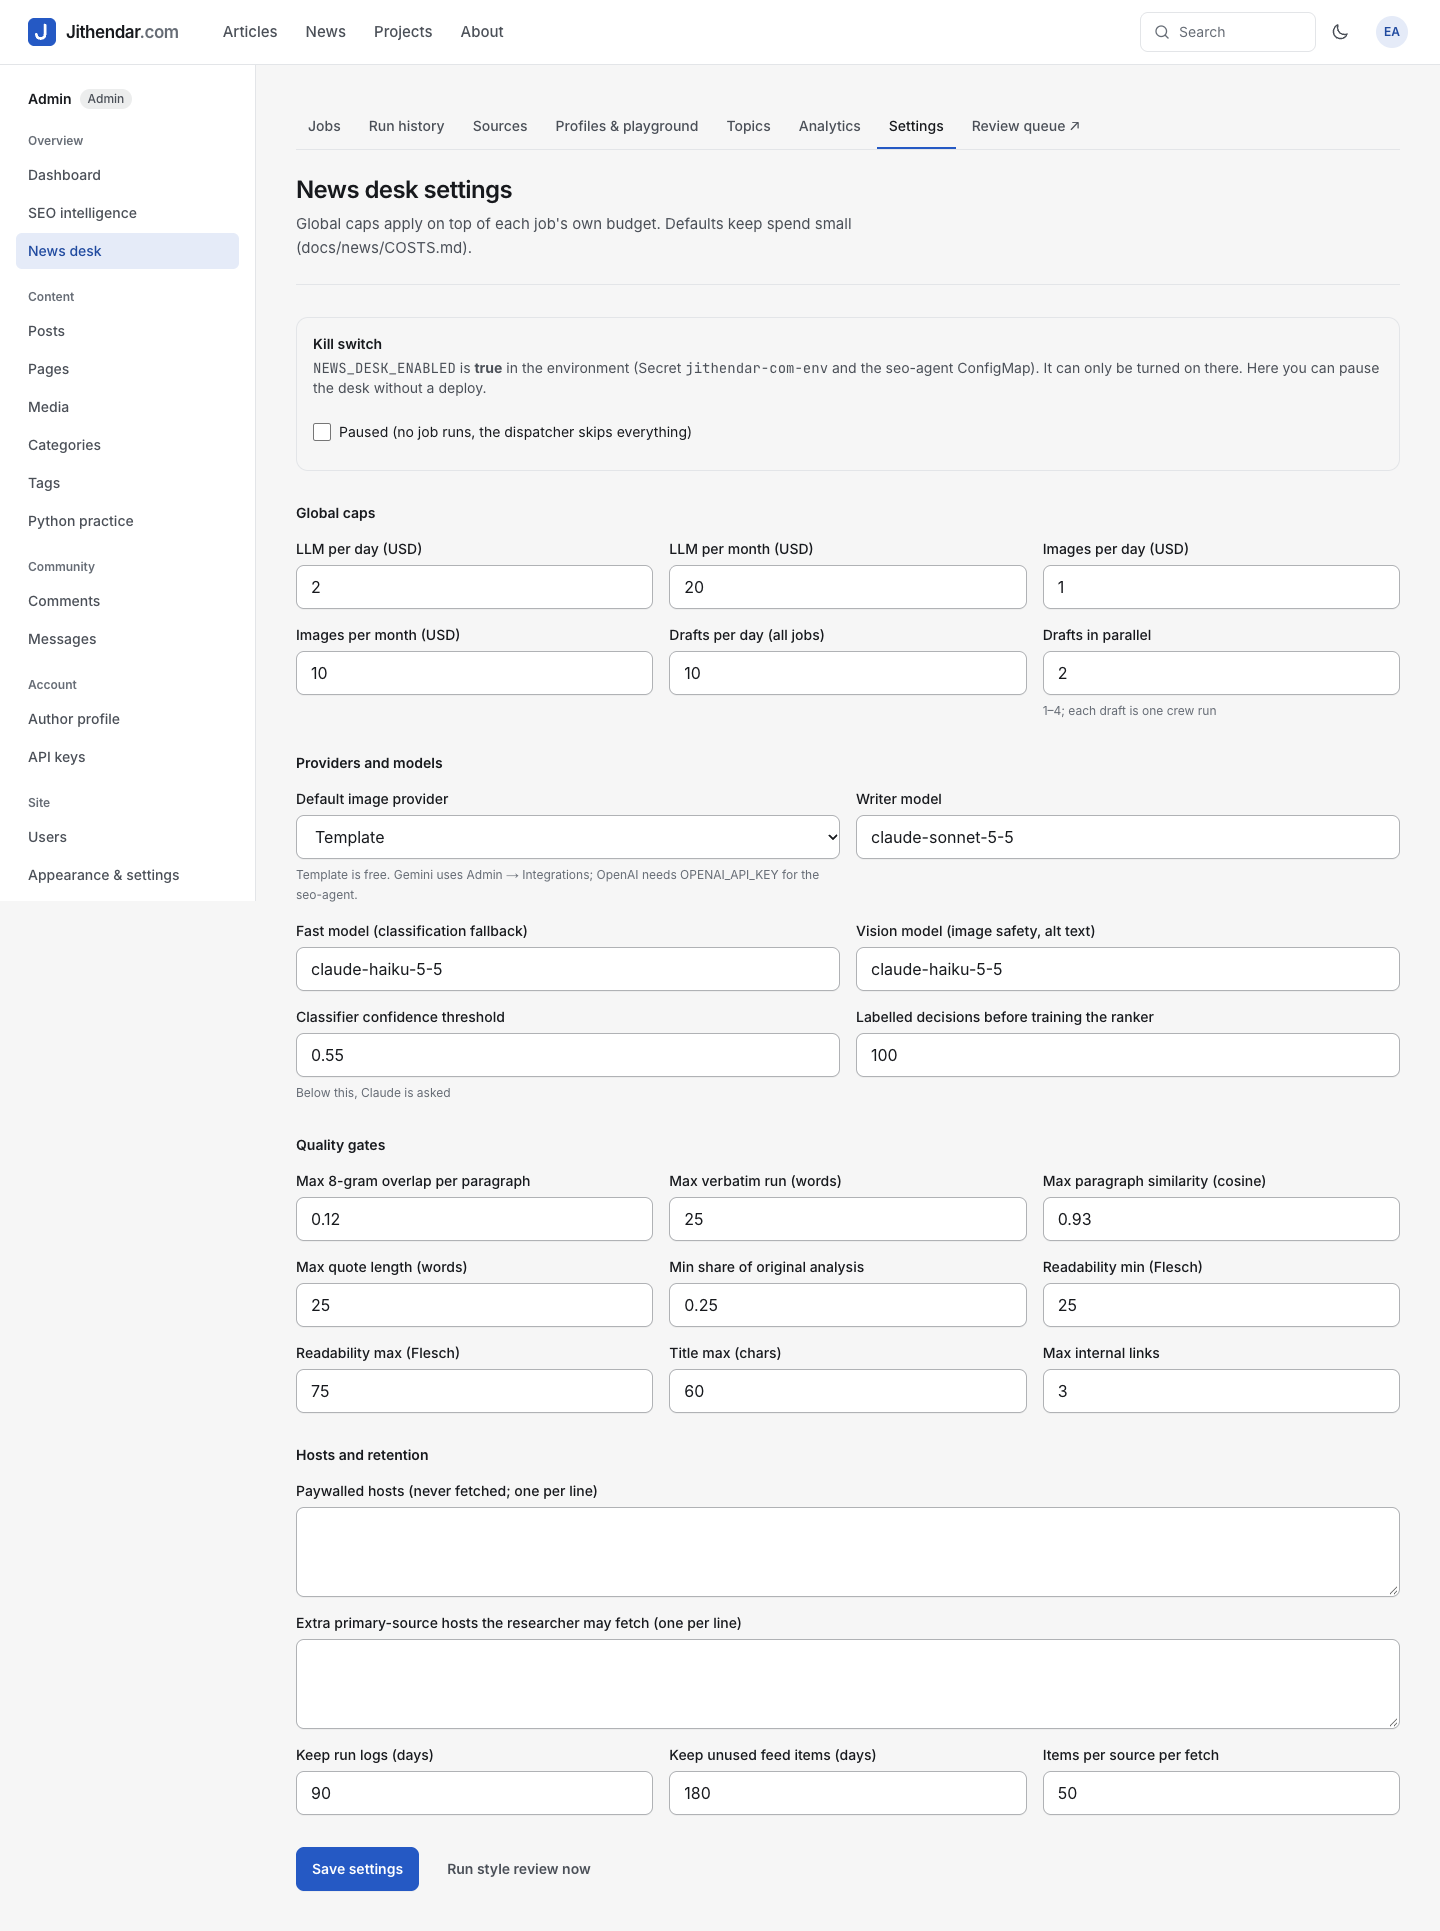 J Jithendar.com
Articles
News
Projects
About
Search
EA
Admin Admin
Overview
Dashboard
SEO intelligence
News desk
Content
Posts
Pages
Media
Categories
Tags
Python practice
Community
Comments
Messages
Account
Author profile
API keys
Site
Users
Appearance & settings
Jobs
Run history
Sources
Profiles & playground
Topics
Analytics
Settings
Review queue ↗
News desk settings
Global caps apply on top of each job's own budget. Defaults keep spend small
(docs/news/COSTS.md).
Kill switch
NEWS_DESK_ENABLED is true in the environment (Secret jithendar-com-env and the seo-agent ConfigMap). It can only be turned on there. Here you can pause
the desk without a deploy.
Paused (no job runs, the dispatcher skips everything)
Global caps
LLM per day (USD)
2
LLM per month (USD)
20
Images per day (USD)
1
Images per month (USD)
10
Drafts per day (all jobs)
10
Drafts in parallel
2
1–4; each draft is one crew run
Providers and models
Default image provider
Template
Template is free. Gemini uses Admin → Integrations; OpenAI needs OPENAI_API_KEY for the
seo-agent.
Writer model
claude-sonnet-5-5
Fast model (classification fallback)
claude-haiku-5-5
Vision model (image safety, alt text)
claude-haiku-5-5
Classifier confidence threshold
0.55
Below this, Claude is asked
Labelled decisions before training the ranker
100
Quality gates
Max 8-gram overlap per paragraph
0.12
Max verbatim run (words)
25
Max paragraph similarity (cosine)
0.93
Max quote length (words)
25
Min share of original analysis
0.25
Readability min (Flesch)
25
Readability max (Flesch)
75
Title max (chars)
60
Max internal links
3
Hosts and retention
Paywalled hosts (never fetched; one per line)
Extra primary-source hosts the researcher may fetch (one per line)
Keep run logs (days)
90
Keep unused feed items (days)
180
Items per source per fetch
50
Save settings
Run style review now